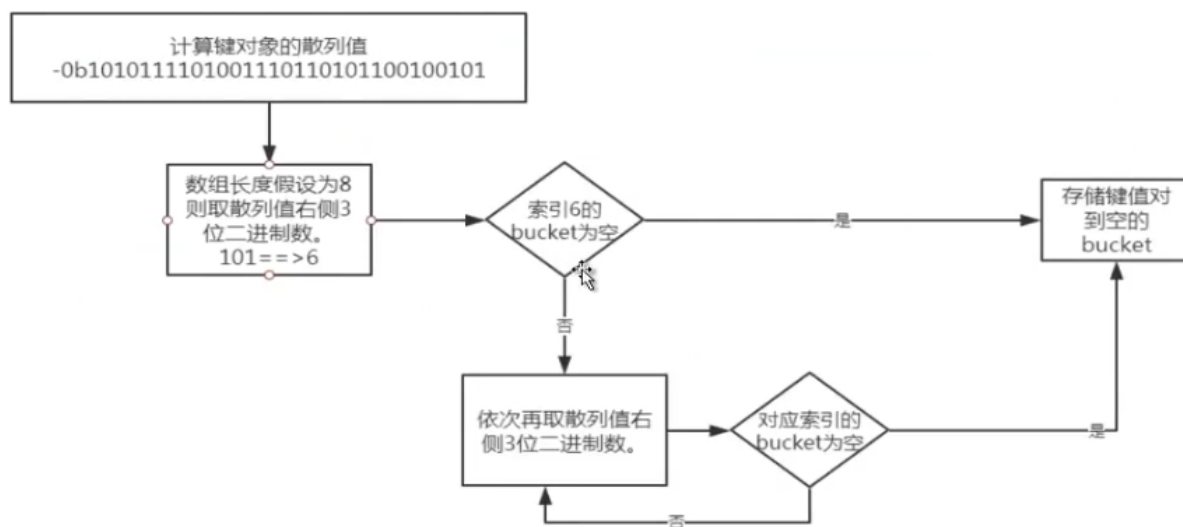 计算键对象的散列值
-0b1010111101001110110101100100101
数组长度假设为8
则取散列值右侧3
位二进制数。
101==>6
索引6的
bucket为空
是
存储键值对
到空的
bucket
否
依次再取散列值右
侧3位二进制数。
对应索引的
bucket为空
是
否